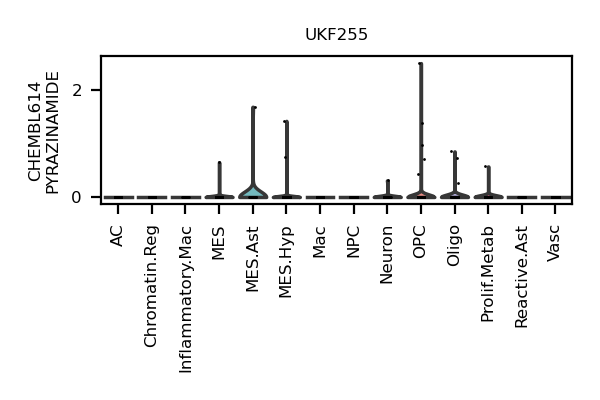 UKF255
CHEMBL614
PYRAZINAMIDE
2
0
AC
Chromatin.Reg
Inflammatory.Mac
MES
MES.Ast
MES.Hyp
Mac
NPC
Neuron
OPC
Oligo
Prolif.Metab
Reactive.Ast
Vasc